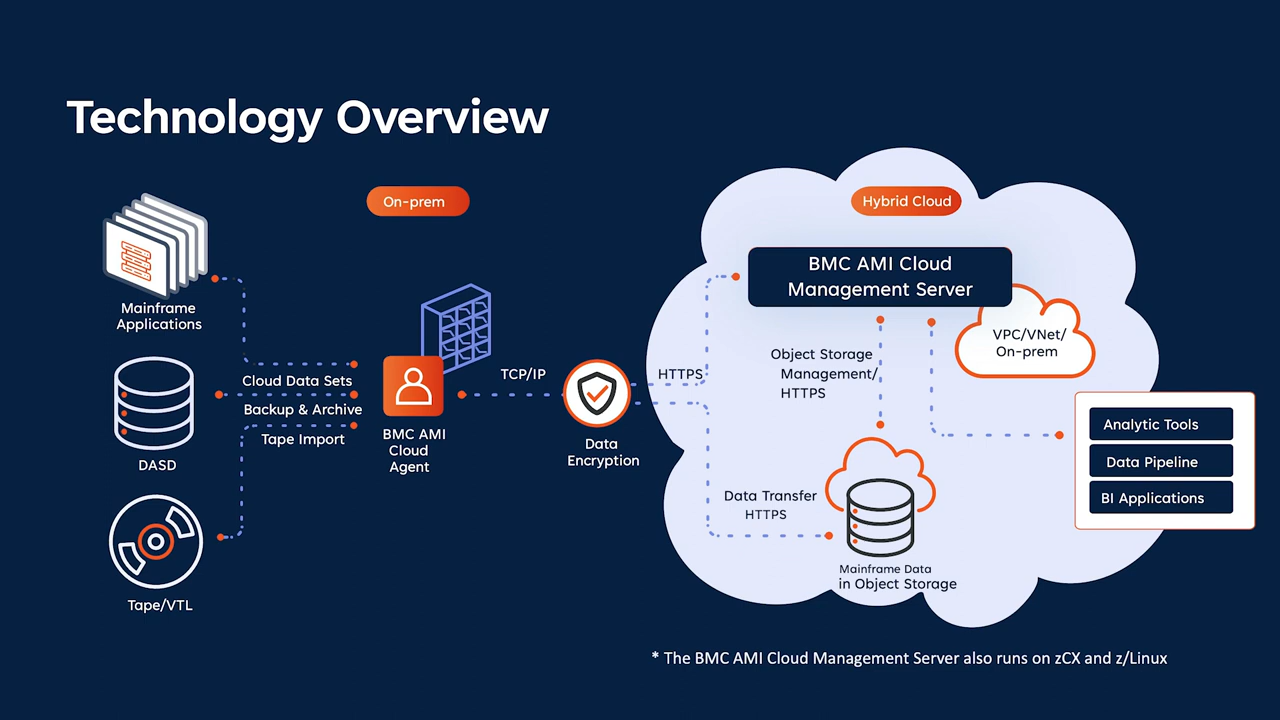 Technology Overview
On-prem
Hybrid Cloud
Mainframe
Applications
DASD
Tape/VTL
Cloud Data Sets
Backup & Archive
Tape Import
BMC AMI
Cloud
Agent
TCP/IP
Data
Encryption
HTTPS
BMC AMI Cloud
Management Server
VPC/VNet/
On-prem
Object Storage
Management/
HTTPS
Data Transfer
HTTPS
Mainframe Data
in Object Storage
Analytic Tools
Data Pipeline
BI Applications
* The BMC AMI Cloud Management Server also runs on zCX and z/Linux